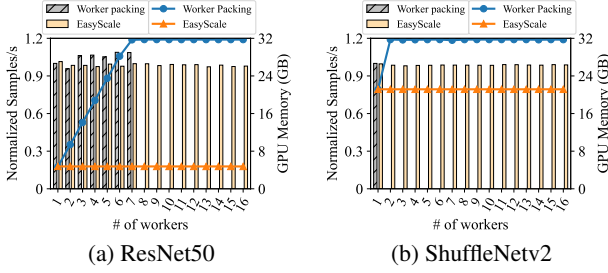 Worker packing
Worker Packing
EasyScale
EasyScale
Normalized Samples/s
1.2
0.9
0.6
0.3
0
32
24
16
8
4
0
GPU Memory (GB)
1 2 3 4 5 6 7 8 9 10 11 12 13 14 15 16
# of workers
(a) ResNet50
Worker packing
Worker Packing
EasyScale
EasyScale
Normalized Samples/s
1.2
0.9
0.6
0.3
0
32
24
16
8
4
0
GPU Memory (GB)
1 2 3 4 5 6 7 8 9 10 11 12 13 14 15 16
# of workers
(b) ShuffleNetv2